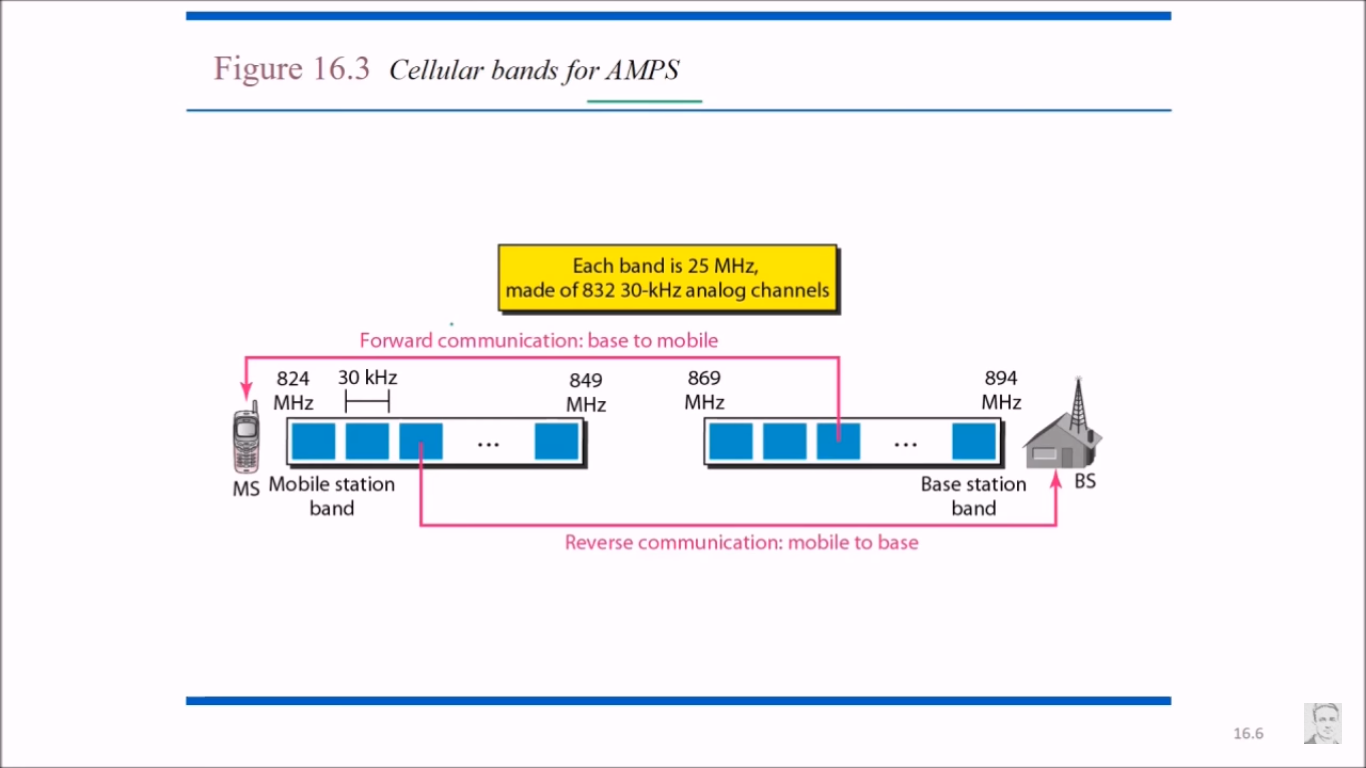 Figure 16.3 Cellular bands for AMPS
Each band is 25 MHz,
made of 832 30-kHz analog channels
Forward communication: base to mobile
824
MHz
30 kHz
849
MHz
869
MHz
894
MHz
...
...
MS
Mobile station
band
Base station
band
BS
Reverse communication: mobile to base
16.6